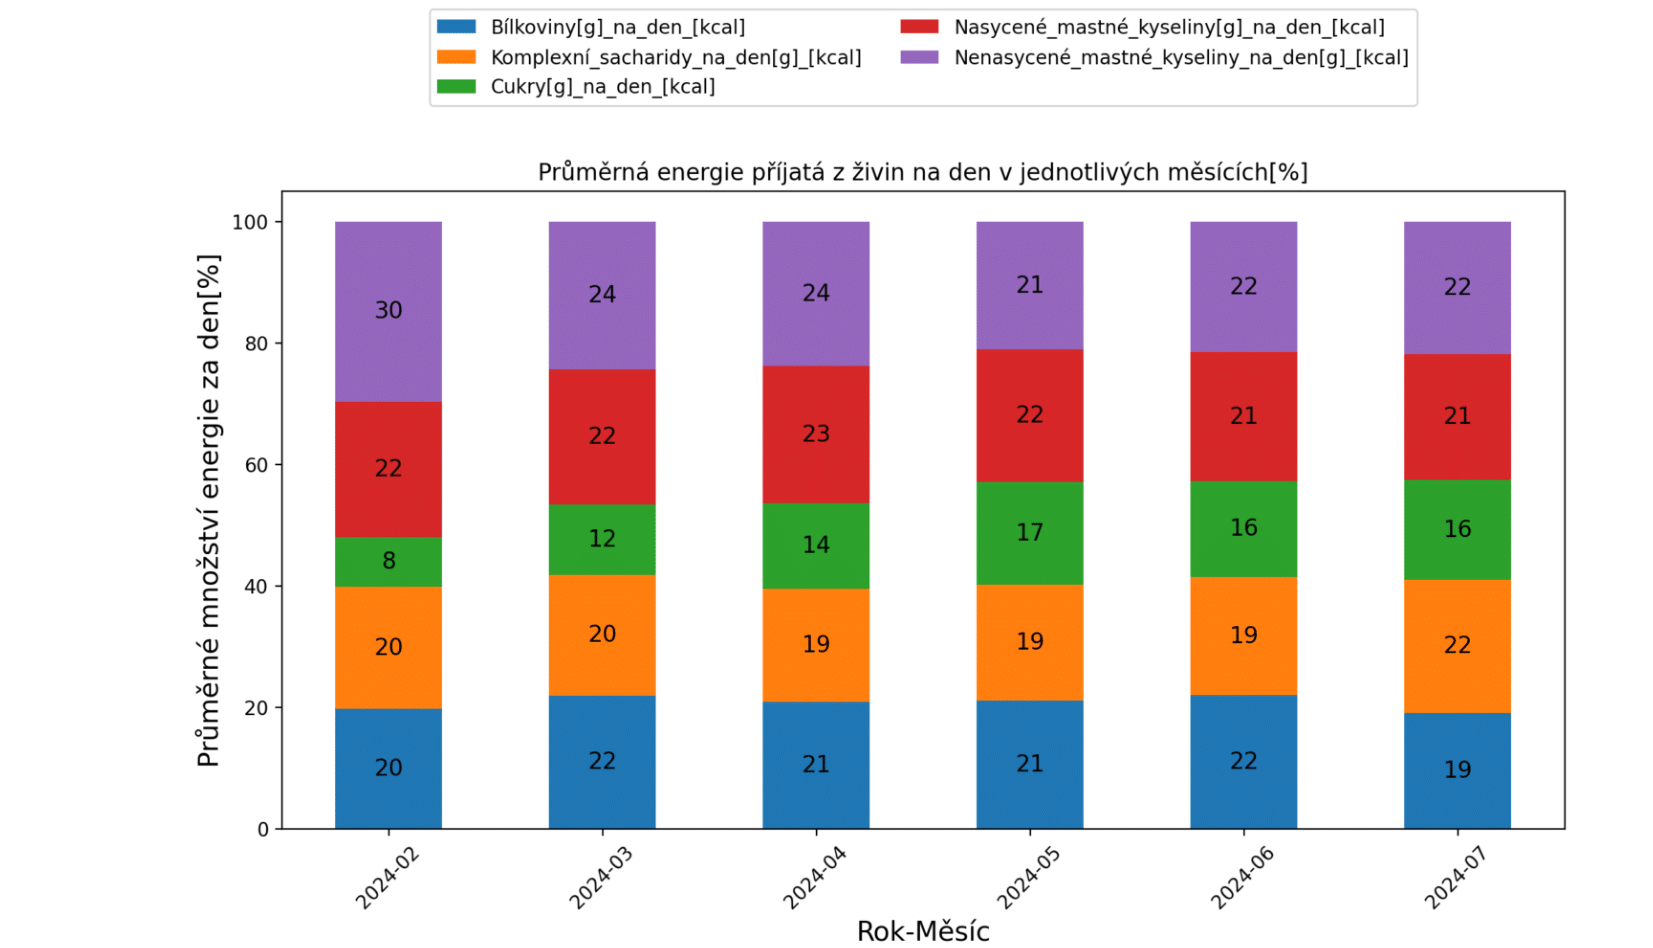 Bílkoviny[g]_na_den_[kcal]
Komplexní_sacharidy_na_den[g]_[kcal]
Cukry[g]_na_den_[kcal]
Nasycené_mastné_kyseliny[g]_na_den_[kcal]
Nenasycené_mastné_kyseliny_na_den[g]_[kcal]
Průměrná energie příjatá z živin na den v jednotlivých měsících[%]
Průměrné množství energie za den[%]
100
80
60
40
20
0
30 24 24 21 22 22
22 22 23 22 21 21
8 12 14 17 16 16
20 20 19 19 19 22
20 22 21 21 22 19
2024-02 2024-03 2024-04 2024-05 2024-06 2024-07
Rok-Měsíc